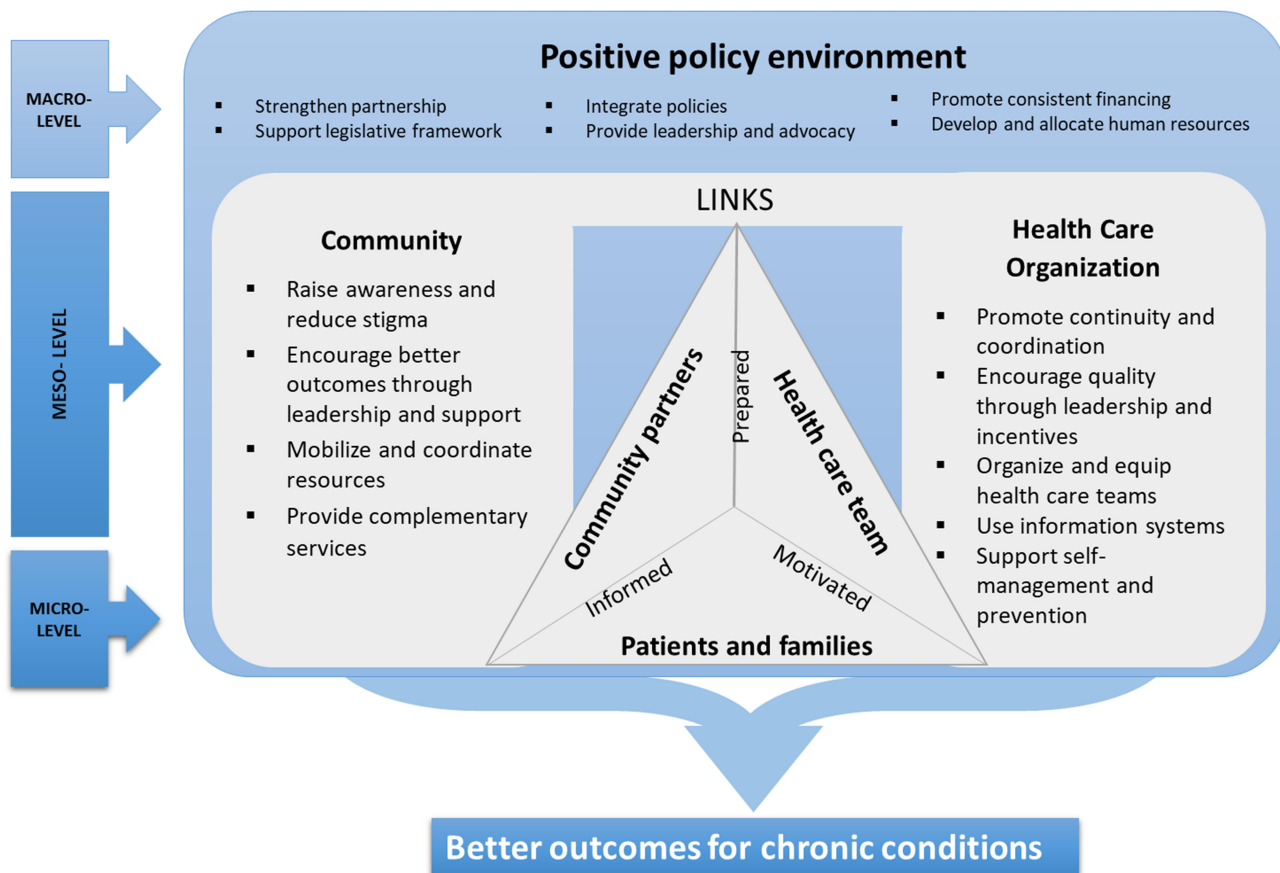 Positive policy environment
MACRO-
LEVEL
▪ Strengthen partnership
▪ Support legislative framework
▪ Integrate policies
▪ Provide leadership and advocacy
▪ Promote consistent financing
▪ Develop and allocate human resources
MESO- LEVEL
LINKS
Community
▪ Raise awareness and
reduce stigma
▪ Encourage better
outcomes through
leadership and support
▪ Mobilize and coordinate
resources
▪ Provide complementary
services
Community partners
Prepared
Health care team
Informed
Motivated
Patients and families
Health Care
Organization
▪ Promote continuity and
coordination
▪ Encourage quality
through leadership and
incentives
▪ Organize and equip
health care teams
▪ Use information systems
▪ Support self-
management and
prevention
MICRO-
LEVEL
Better outcomes for chronic conditions